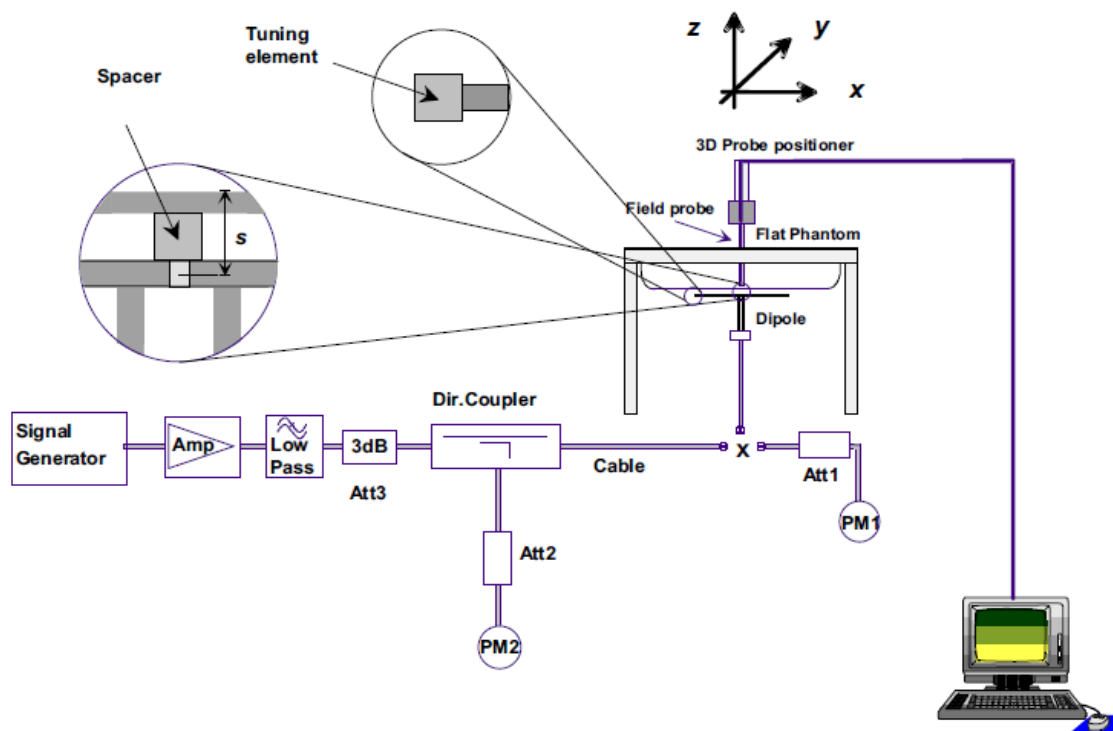 Tuning
element
Spacer
s
z
y
x
3D Probe positioner
Field probe
Flat Phantom
Dipole
Dir.Coupler
Signal
Generator
Amp
Low
Pass
3dB
Att3
Cable
x
Att1
PM1
Att2
PM2